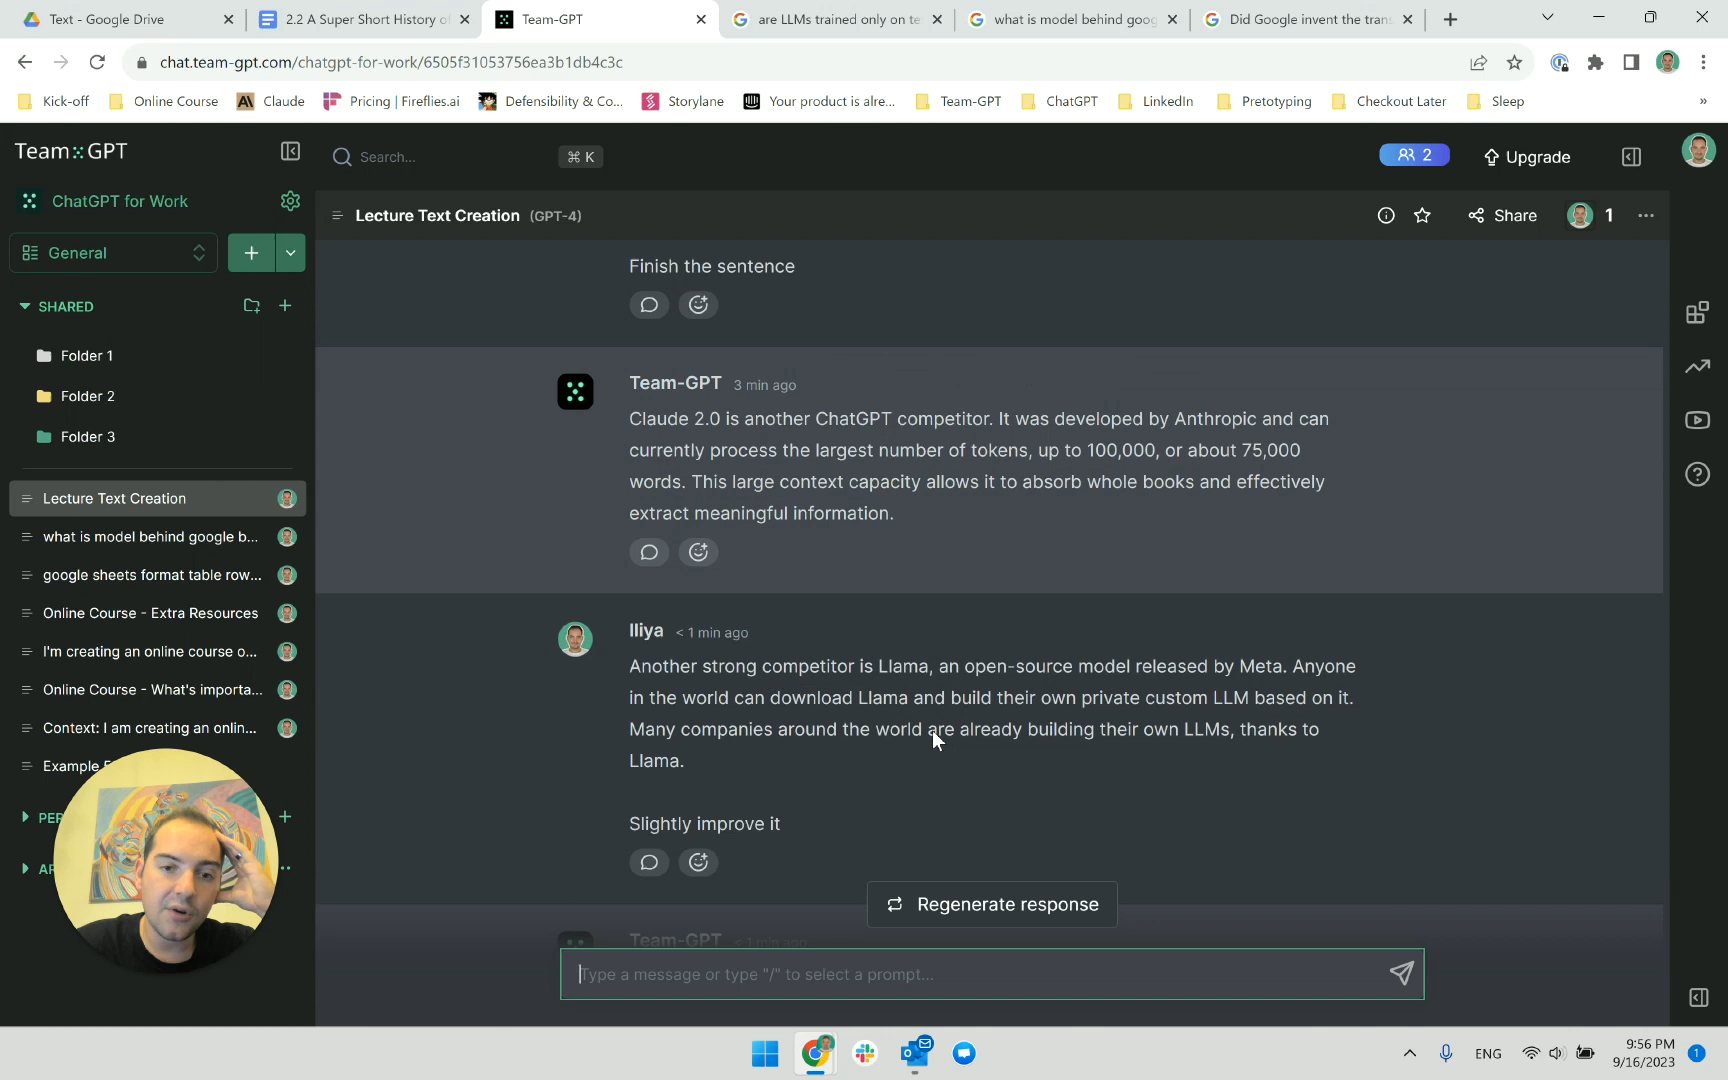 Text - Google Drive
2.2 A Super Short History of
Team-GPT
are LLMs trained only on te
what is model behind goog
Did Google invent the tran
chat.team-gpt.com/chatgpt-for-work/6505f31053756ea3b1db4c3c
Kick-off
Online Course
Claude
Pricing | Fireflies.ai
Defensibility & Co...
Storylane
Your product is alre...
Team-GPT
ChatGPT
LinkedIn
Pretotyping
Checkout Later
Sleep
»
Team GPT
Search...
⌘ K
2
Upgrade
ChatGPT for Work
Lecture Text Creation (GPT-4)
Share
1
General
SHARED
Folder 1
Folder 2
Folder 3
Lecture Text Creation
what is model behind google b...
google sheets format table row...
Online Course - Extra Resources
I'm creating an online course o...
Online Course - What's importa...
Context: I am creating an onlin...
Example
PE
A
Finish the sentence
Team-GPT 3 min ago
Claude 2.0 is another ChatGPT competitor. It was developed by Anthropic and can
currently process the largest number of tokens, up to 100,000, or about 75,000
words. This large context capacity allows it to absorb whole books and effectively
extract meaningful information.
Iliya < 1 min ago
Another strong competitor is Llama, an open-source model released by Meta. Anyone
in the world can download Llama and build their own private custom LLM based on it.
Many companies around the world are already building their own LLMs, thanks to
Llama.
Slightly improve it
Regenerate response
Team-GPT < 1 min ago
Type a message or type "/" to select a prompt...
ENG
9:56 PM
9/16/2023
1